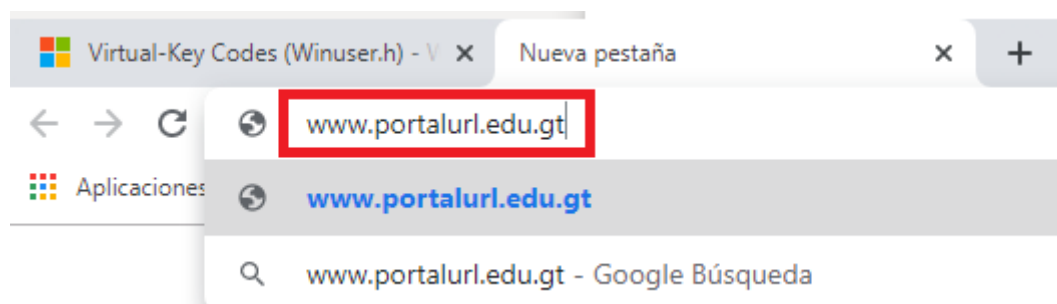 Virtual-Key Codes (Winuser.h) - V
Nueva pestaña
www.portalurl.edu.gt
Aplicaciones
www.portalurl.edu.gt
www.portalurl.edu.gt - Google Búsqueda